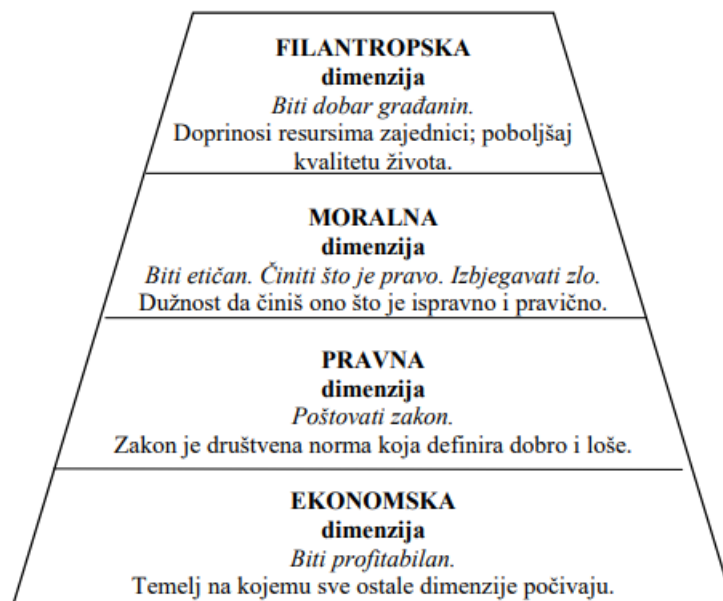 FILANTROPSKA
dimenzija
Biti dobar građanin.
Doprinosi resursima zajednici; poboljšaj
kvalitetu života.
MORALNA
dimenzija
Biti etičan. Činiti što je pravo. Izbjegavati zlo.
Dužnost da činiš ono što je ispravno i pravično.
PRAVNA
dimenzija
Poštovati zakon.
Zakon je društvena norma koja definira dobro i loše.
EKONOMSKA
dimenzija
Biti profitabilan.
Temelj na kojemu sve ostale dimenzije počivaju.